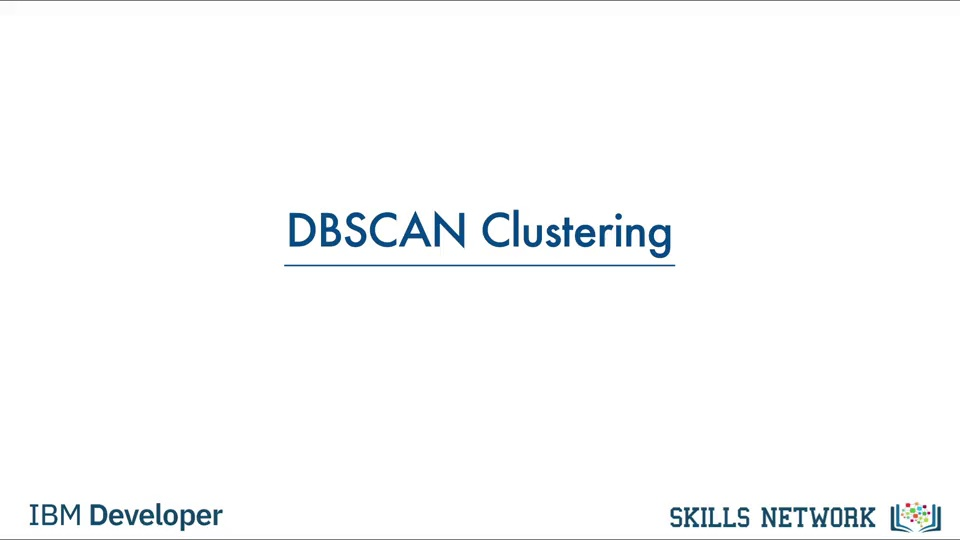 DBSCAN Clustering
IBM Developer
SKILLS NETWORK